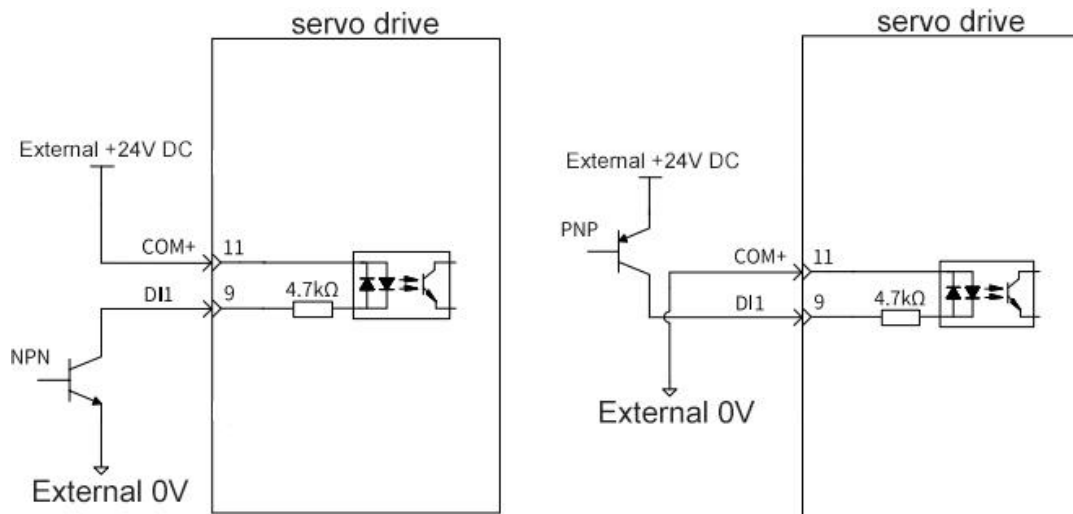 servo drive
External +24V DC
COM+
11
DI1
9
4.7kΩ
NPN
External 0V
servo drive
External +24V DC
PNP
COM+
11
DI1
9
4.7kΩ
External 0V